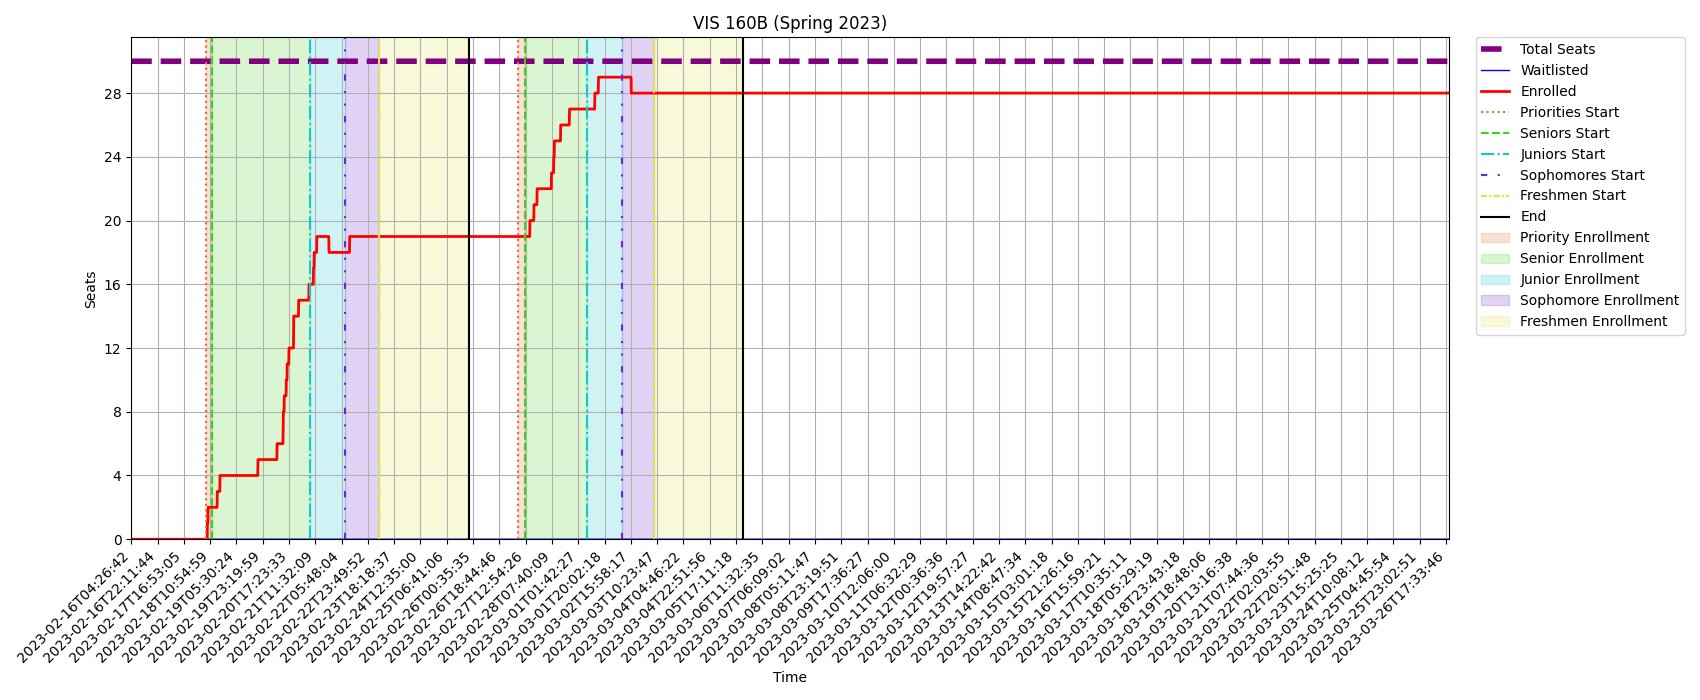 VIS 160B (Spring 2023)
Seats
28
24
20
16
12
8
4
0
2023-02-16T04:26:42
2023-02-16T22:11:44
2023-02-17T16:53:05
2023-02-18T10:54:59
2023-02-19T05:30:24
2023-02-19T23:19:59
2023-02-20T17:23:33
2023-02-21T11:32:09
2023-02-22T05:48:04
2023-02-22T23:49:52
2023-02-23T18:18:37
2023-02-24T12:35:00
2023-02-25T06:41:06
2023-02-26T00:35:35
2023-02-26T18:44:46
2023-02-27T12:54:26
2023-02-28T07:40:09
2023-03-01T01:42:27
2023-03-01T20:02:18
2023-03-02T15:58:17
2023-03-03T10:23:47
2023-03-04T04:46:22
2023-03-04T22:51:56
2023-03-05T17:11:18
2023-03-06T11:32:35
2023-03-07T06:09:02
2023-03-08T05:11:47
2023-03-08T23:19:51
2023-03-09T17:36:27
2023-03-10T12:06:00
2023-03-11T06:32:29
2023-03-12T00:36:36
2023-03-12T19:57:27
2023-03-13T14:22:42
2023-03-14T08:47:34
2023-03-15T03:01:18
2023-03-15T21:26:16
2023-03-16T15:59:21
2023-03-17T10:35:11
2023-03-18T05:29:19
2023-03-18T23:43:18
2023-03-19T18:48:06
2023-03-20T13:16:38
2023-03-21T07:44:36
2023-03-22T02:03:55
2023-03-22T20:51:48
2023-03-23T15:25:25
2023-03-24T10:08:12
2023-03-25T04:45:54
2023-03-25T23:02:51
2023-03-26T17:33:46
Time
Total Seats
Waitlisted
Enrolled
Priorities Start
Seniors Start
Juniors Start
Sophomores Start
Freshmen Start
End
Priority Enrollment
Senior Enrollment
Junior Enrollment
Sophomore Enrollment
Freshmen Enrollment